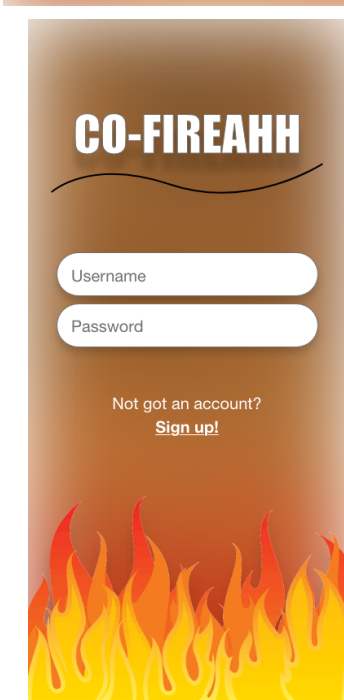 CO-FIREAHH
Username
Password
Not got an account?
Sign up!